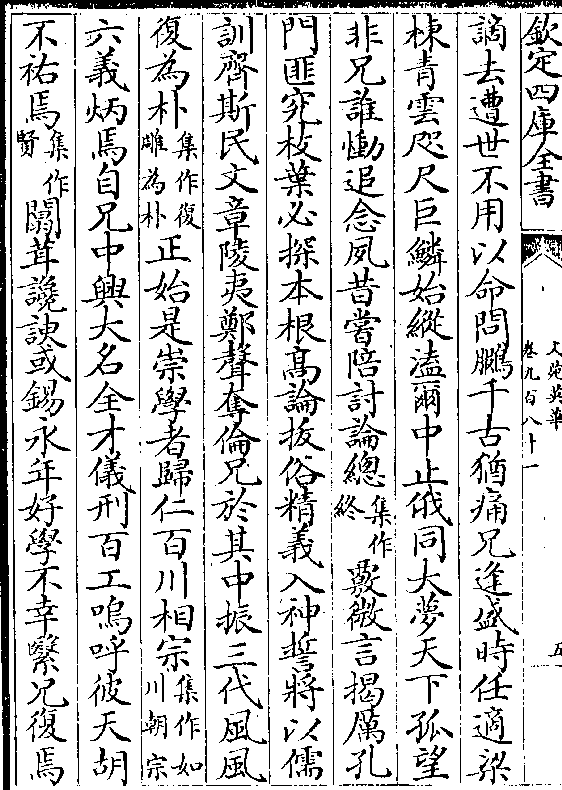 欽定四庫全書
文苑英華
卷九百八十一
五
謫去遭世不用以命問鵩千古猶痛兄逢盛時任適梁
棟青雲咫尺巨鱗始縱溘爾中止俄同大夢天下孤望
非兄誰慟追念夙昔嘗陪討論總集作終覈微言揭厲孔
門匪究枝葉必探本根髙論拔俗精義入神誓將以儒
訓齊斯民文章陵夷鄭聲奪倫兄於其中振三代風風
復為朴集作復雕為朴正始是崇學者歸仁百川相宗集作如川朝宗
六義炳焉自兄中興大名全才儀刑百工嗚呼彼天胡
不祐焉集作賢闒茸讒諛或錫永年好學不幸繄兄復焉